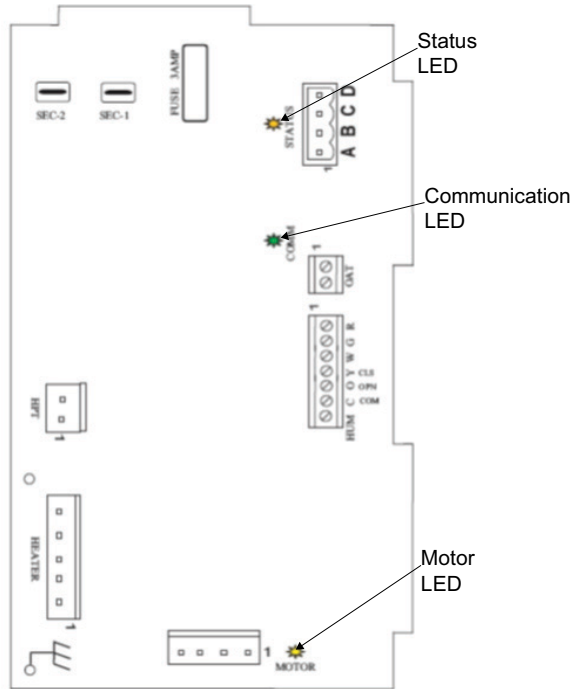 Status
LED
FUSE 3AMP
SEC-2
SEC-1
STATUS
A B C D
1
Communication
LED
COMM
1
OAT
1
HUM C O Y W G R
COM OPN CLS
HPT
1
HEATER
1
Motor
LED
1
MOTOR